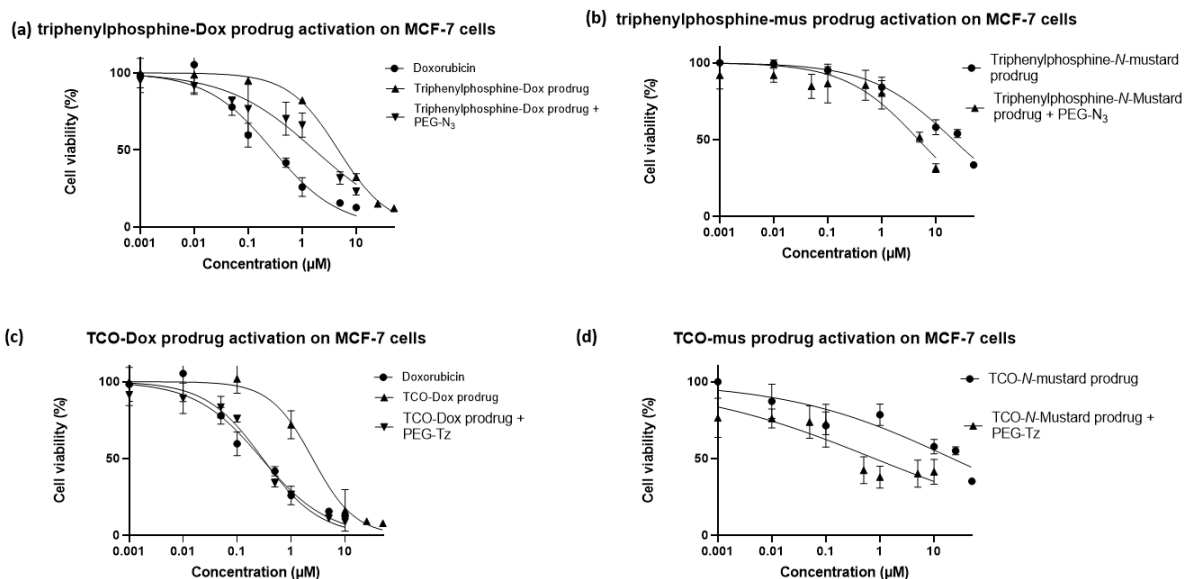 (a) triphenylphosphine-Dox prodrug activation on MCF-7 cells
Cell viability (%)
100
50
0
0.001 0.01 0.1 1 10
Concentration (µM)
Doxorubicin
Triphenylphosphine-Dox prodrug
Triphenylphosphine-Dox prodrug +
PEG-N₃
(b) triphenylphosphine-mus prodrug activation on MCF-7 cells
Cell viability (%)
100
50
0
0.001 0.01 0.1 1 10
Concentration (µM)
Triphenylphosphine-N-mustard
prodrug
Triphenylphosphine-N-Mustard
prodrug + PEG-N₃
(c) TCO-Dox prodrug activation on MCF-7 cells
Cell viability (%)
100
50
0
0.001 0.01 0.1 1 10
Concentration (µM)
Doxorubicin
TCO-Dox prodrug
TCO-Dox prodrug +
PEG-Tz
(d) TCO-mus prodrug activation on MCF-7 cells
Cell viability (%)
100
50
0
0.001 0.01 0.1 1 10
Concentration (µM)
TCO-N-mustard prodrug
TCO-N-Mustard prodrug +
PEG-Tz